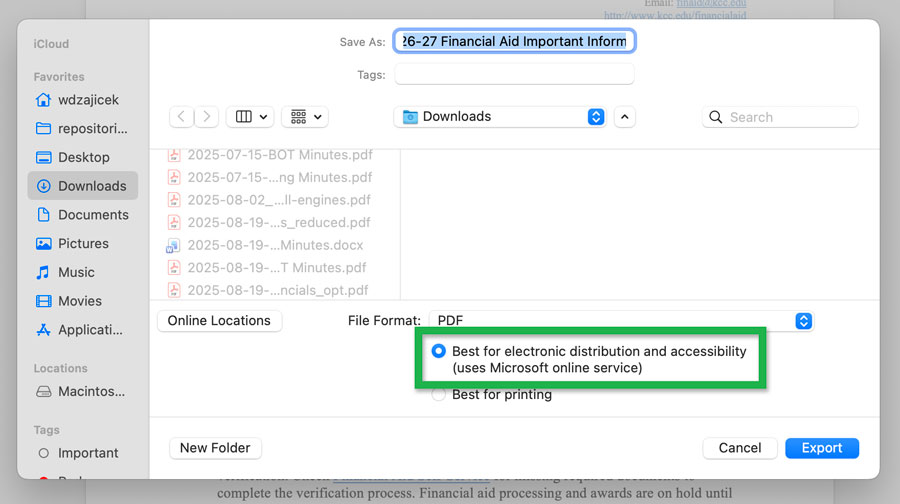 Email: finaid@kcc.edu
http://www.kcc.edu/financialaid
iCloud
Favorites
wdzajicek
repositori...
Desktop
Downloads
Documents
Pictures
Music
Movies
Applicati...
Locations
Macintos...
Tags
Important
Save As: 26-27 Financial Aid Important Inform
Tags:
Downloads
Search
2025-07-15-BOT Minutes.pdf
2025-07-15-...ng Minutes.pdf
2025-08-02_...ll-engines.pdf
2025-08-19-...s_reduced.pdf
2025-08-19-...Minutes.docx
2025-08-19-...T Minutes.pdf
2025-08-19-...ncials_opt.pdf
Online Locations
File Format: PDF
Best for electronic distribution and accessibility
(uses Microsoft online service)
Best for printing
New Folder
Cancel
Export
complete the verification process. Financial aid processing and awards are on hold until